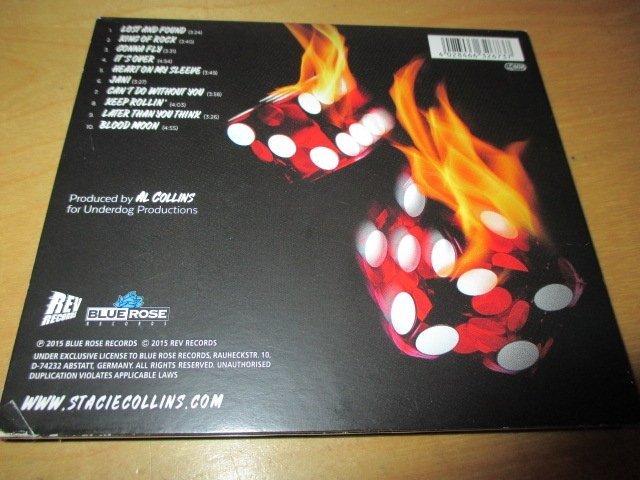 1. LOST AND FOUND (3:24)
2. KING OF ROCK (3:40)
3. GONNA FLY (3:31)
4. IT'S OVER (4:54)
5. HEART ON MY SLEEVE (3:49)
6. JANI (3:27)
7. CAN'T DO WITHOUT YOU (3:58)
8. KEEP ROLLIN' (4:03)
9. LATER THAN YOU THINK (3:26)
10. BLOOD MOON (4:55)
Produced by AL COLLINS
for Underdog Productions
REV
RECORDS
BLUE ROSE
RECORDS
℗ 2015 BLUE ROSE RECORDS © 2015 REV RECORDS
UNDER EXCLUSIVE LICENSE TO BLUE ROSE RECORDS, RAUHECKSTR. 10,
D-74232 ABSTATT, GERMANY. ALL RIGHTS RESERVED. UNAUTHORISED
DUPLICATION VIOLATES APPLICABLE LAWS
WWW.STACIECOLLINS.COM